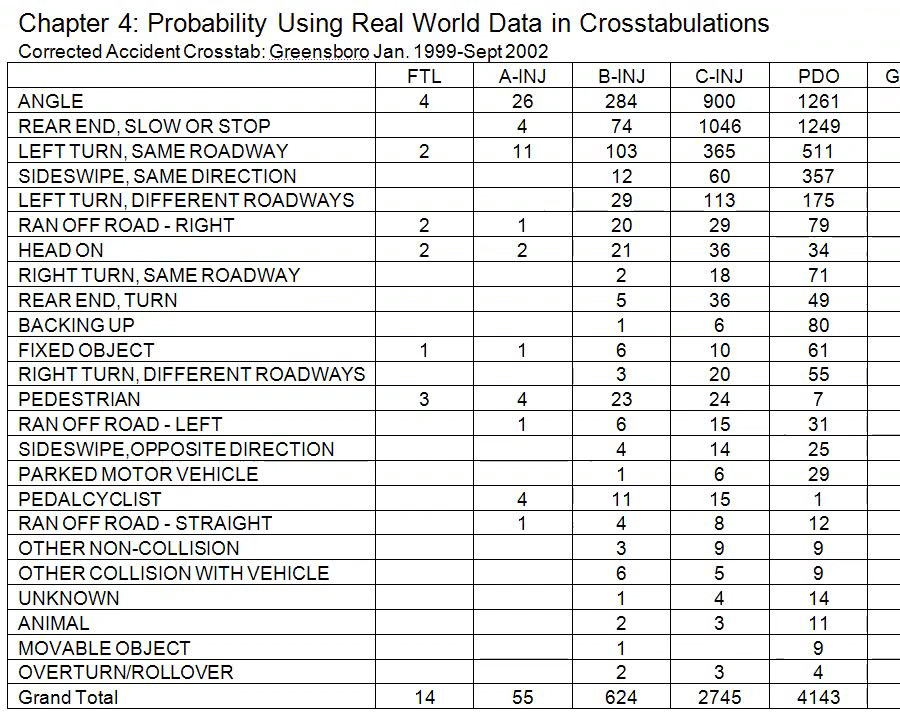 Chapter 4: Probability Using Real World Data in Crosstabulations
Corrected Accident Crosstab: Greensboro Jan. 1999-Sept 2002
FTL A-INJ B-INJ C-INJ PDO G
ANGLE 4 26 284 900 1261
REAR END, SLOW OR STOP 4 74 1046 1249
LEFT TURN, SAME ROADWAY 2 11 103 365 511
SIDESWIPE, SAME DIRECTION 12 60 357
LEFT TURN, DIFFERENT ROADWAYS 29 113 175
RAN OFF ROAD - RIGHT 2 1 20 29 79
HEAD ON 2 2 21 36 34
RIGHT TURN, SAME ROADWAY 2 18 71
REAR END, TURN 5 36 49
BACKING UP 1 6 80
FIXED OBJECT 1 1 6 10 61
RIGHT TURN, DIFFERENT ROADWAYS 3 20 55
PEDESTRIAN 3 4 23 24 7
RAN OFF ROAD - LEFT 1 6 15 31
SIDESWIPE,OPPOSITE DIRECTION 4 14 25
PARKED MOTOR VEHICLE 1 6 29
PEDALCYCLIST 4 11 15 1
RAN OFF ROAD - STRAIGHT 1 4 8 12
OTHER NON-COLLISION 3 9 9
OTHER COLLISION WITH VEHICLE 6 5 9
UNKNOWN 1 4 14
ANIMAL 2 3 11
MOVABLE OBJECT 1 9
OVERTURN/ROLLOVER 2 3 4
Grand Total 14 55 624 2745 4143